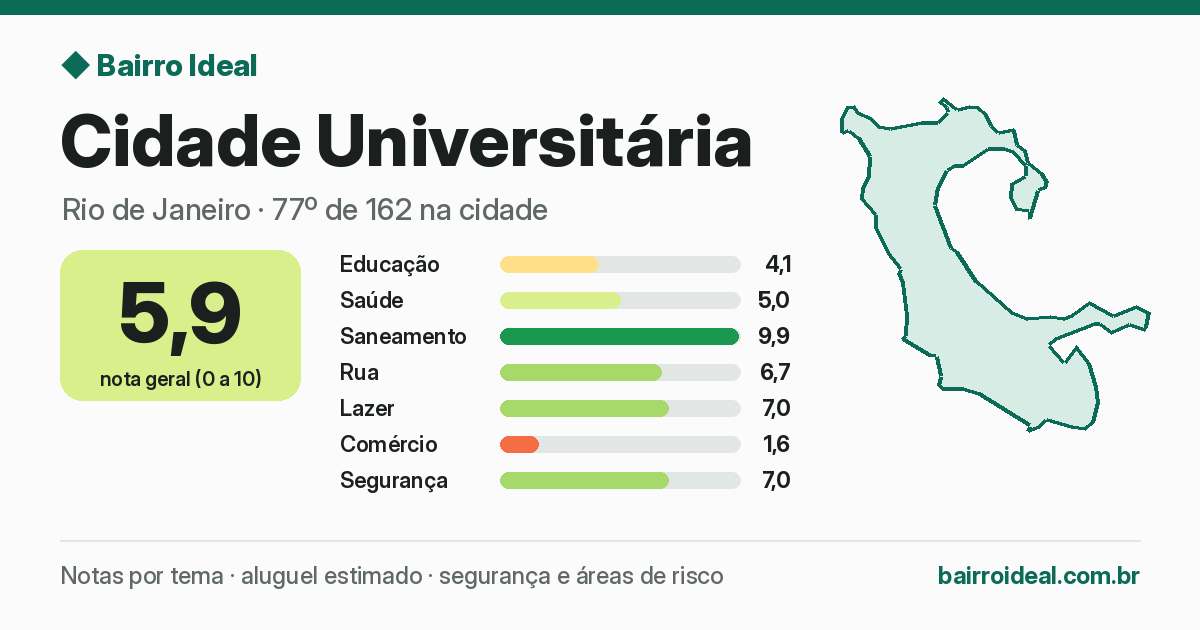 Bairro Ideal
Cidade Universitária
Rio de Janeiro · 77º de 162 na cidade
5,9
nota geral (0 a 10)
Educação 4,1
Saúde 5,0
Saneamento 9,9
Rua 6,7
Lazer 7,0
Comércio 1,6
Segurança 7,0
Notas por tema · aluguel estimado · segurança e áreas de risco
bairroideal.com.br